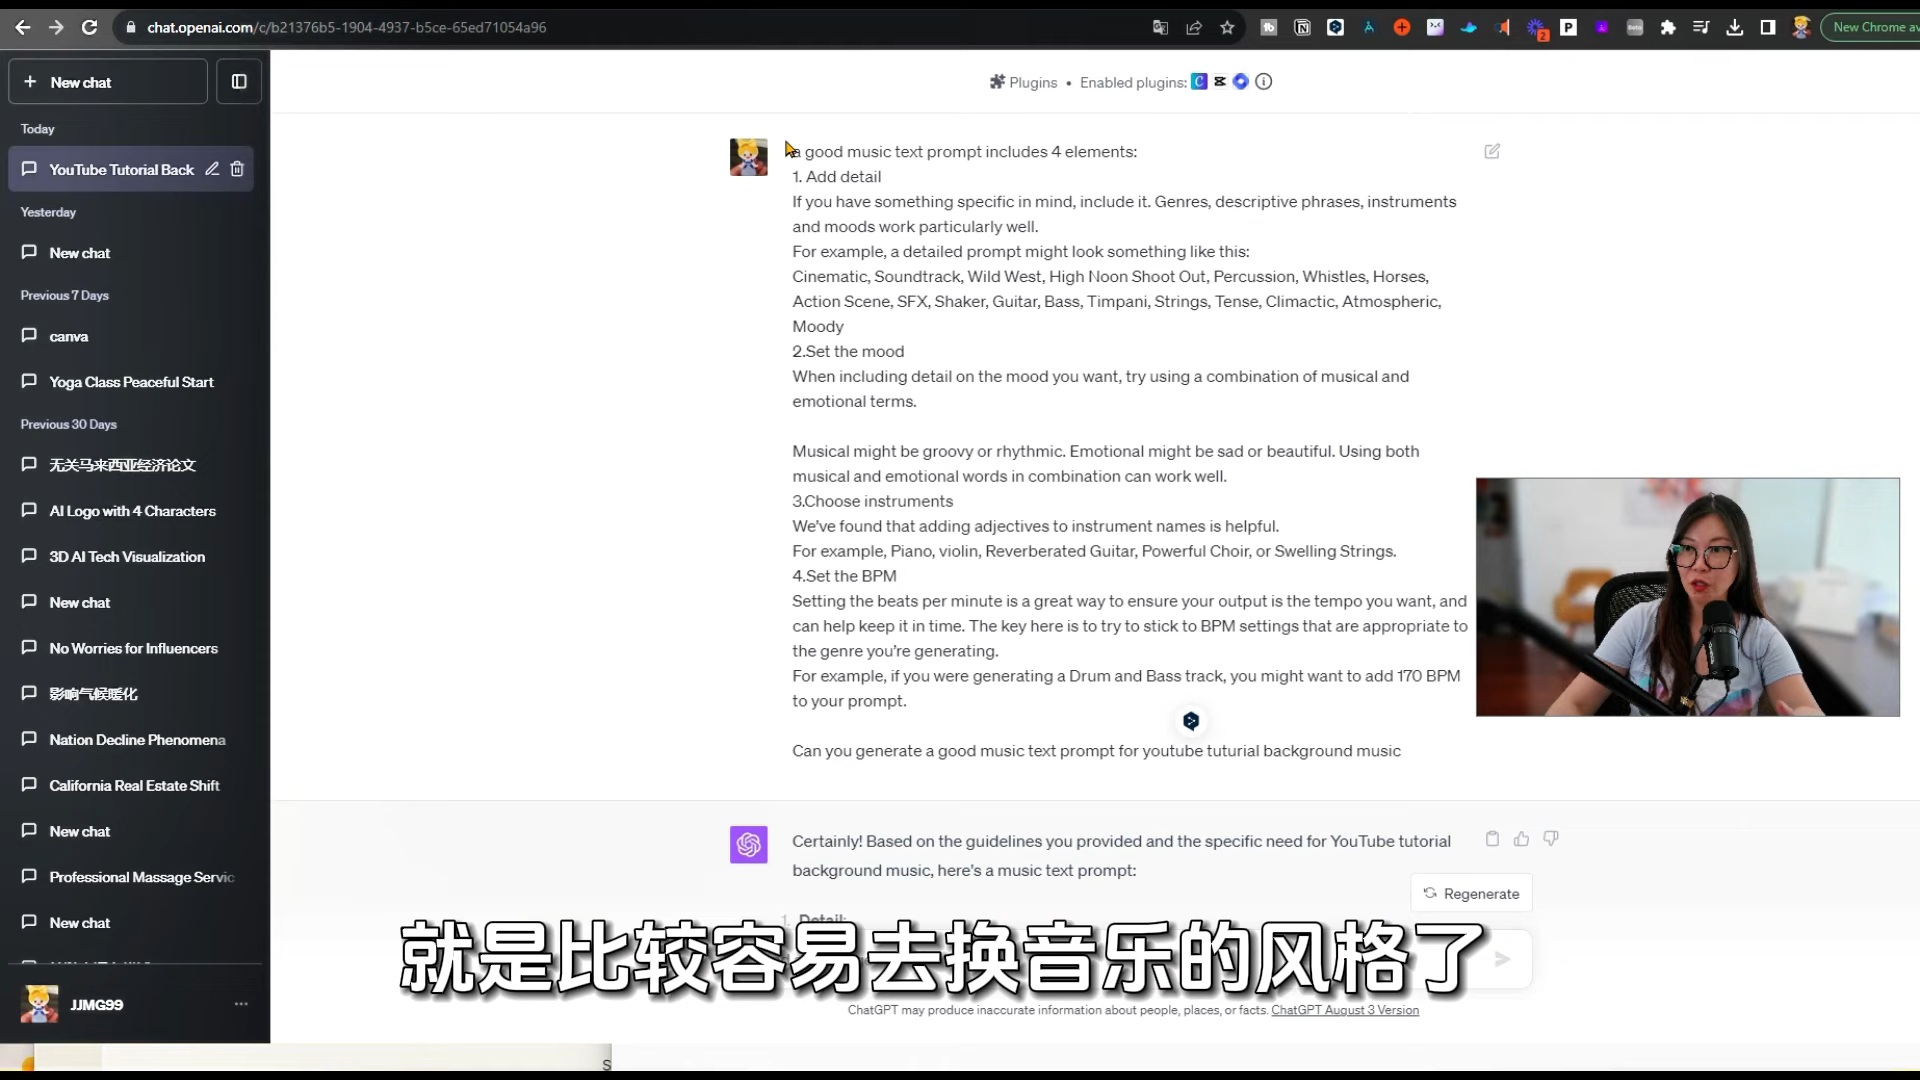 chat.openai.com/c/b21376b5-1904-4937-b5ce-65ed71054a96
New Chrome av
New chat
Today
YouTube Tutorial Back
Yesterday
New chat
Previous 7 Days
canva
Yoga Class Peaceful Start
Previous 30 Days
无关马来西亚经济论文
AI Logo with 4 Characters
3D AI Tech Visualization
New chat
No Worries for Influencers
影响气候暖化
Nation Decline Phenomena
California Real Estate Shift
New chat
Professional Massage Servic
New chat
JJMG99
Plugins • Enabled plugins:
a good music text prompt includes 4 elements:
1. Add detail
If you have something specific in mind, include it. Genres, descriptive phrases, instruments
and moods work particularly well.
For example, a detailed prompt might look something like this:
Cinematic, Soundtrack, Wild West, High Noon Shoot Out, Percussion, Whistles, Horses,
Action Scene, SFX, Shaker, Guitar, Bass, Timpani, Strings, Tense, Climactic, Atmospheric,
Moody
2.Set the mood
When including detail on the mood you want, try using a combination of musical and
emotional terms.
Musical might be groovy or rhythmic. Emotional might be sad or beautiful. Using both
musical and emotional words in combination can work well.
3.Choose instruments
We've found that adding adjectives to instrument names is helpful.
For example, Piano, violin, Reverberated Guitar, Powerful Choir, or Swelling Strings.
4.Set the BPM
Setting the beats per minute is a great way to ensure your output is the tempo you want, and
can help keep it in time. The key here is to try to stick to BPM settings that are appropriate to
the genre you're generating.
For example, if you were generating a Drum and Bass track, you might want to add 170 BPM
to your prompt.
Can you generate a good music text prompt for youtube tuturial background music
Certainly! Based on the guidelines you provided and the specific need for YouTube tutorial
background music, here's a music text prompt:
Regenerate
1. Detail:
就是比较容易去换音乐的风格了
ChatGPT may produce inaccurate information about people, places, or facts. ChatGPT August 3 Version